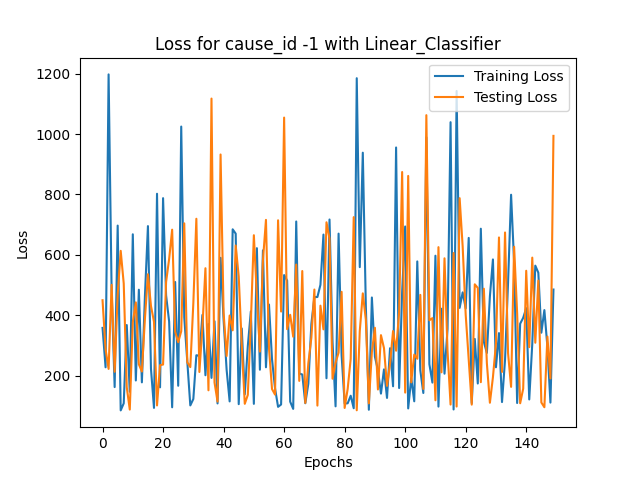 Loss for cause_id -1 with Linear_Classifier
Training Loss
Testing Loss
Loss
1200
1000
800
600
400
200
0 20 40 60 80 100 120 140
Epochs